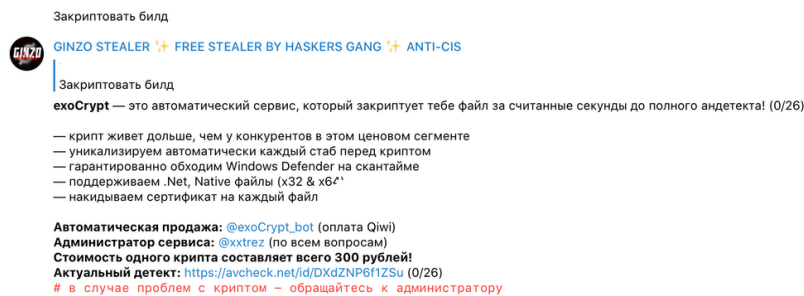 Закриптовать билд
GINZO
GINZO STEALER ✨ FREE STEALER BY HASKERS GANG ✨ ANTI-CIS
Закриптовать билд
exoCrypt — это автоматический сервис, который закриптует тебе файл за считанные секунды до полного андетекта! (0/26)
— крипт живет дольше, чем у конкурентов в этом ценовом сегменте
— уникализируем автоматически каждый стаб перед криптом
— гарантированно обходим Windows Defender на скантайме
— поддерживаем .Net, Native файлы (x32 & x64)
— накидываем сертификат на каждый файл
Автоматическая продажа: @exoCrypt_bot (оплата Qiwi)
Администратор сервиса: @xxtrez (по всем вопросам)
Стоимость одного крипта составляет всего 300 рублей!
Актуальный детект: https://avcheck.net/id/DXdZNP6f1ZSu (0/26)
# в случае проблем с криптом — обращайтесь к администратору